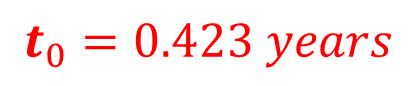 t₀ = 0.423 years